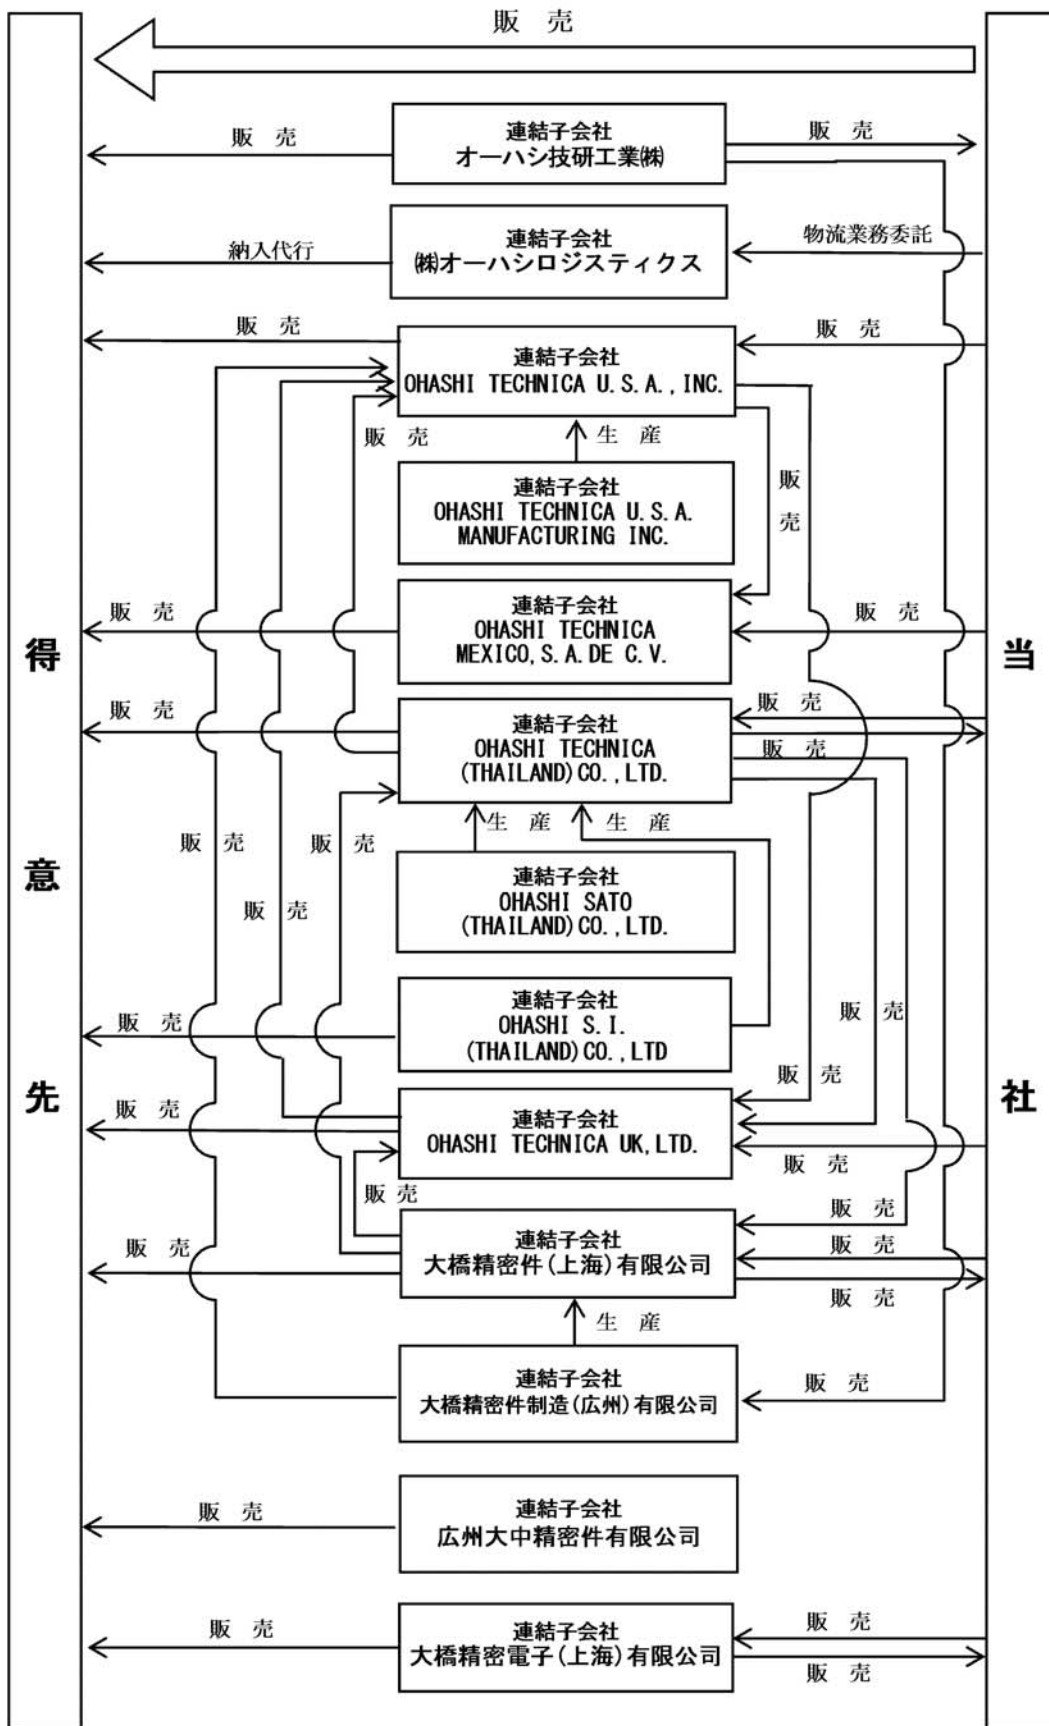 販 売
連結子会社
オーハシ技研工業㈱
販 売
販 売
連結子会社
㈱オーハシロジスティクス
納入代行
物流業務委託
販 売
販 売
連結子会社
OHASHI TECHNICA U.S.A., INC.
販 売
生 産
販 売
連結子会社
OHASHI TECHNICA U.S.A.
MANUFACTURING INC.
販 売
連結子会社
OHASHI TECHNICA
MEXICO, S.A. DE C.V.
販 売
得意先
当社
販 売
連結子会社
OHASHI TECHNICA
(THAILAND) CO., LTD.
販 売
販 売
販 売
販 売
生 産
生 産
連結子会社
OHASHI SATO
(THAILAND) CO., LTD.
販 売
販 売
連結子会社
OHASHI S.I.
(THAILAND) CO., LTD
販 売
販 売
販 売
連結子会社
OHASHI TECHNICA UK, LTD.
販 売
販 売
販 売
連結子会社
大橋精密件(上海)有限公司
販 売
販 売
販 売
生 産
連結子会社
大橋精密件制造(広州)有限公司
販 売
販 売
連結子会社
広州大中精密件有限公司
販 売
連結子会社
大橋精密電子(上海)有限公司
販 売
販 売